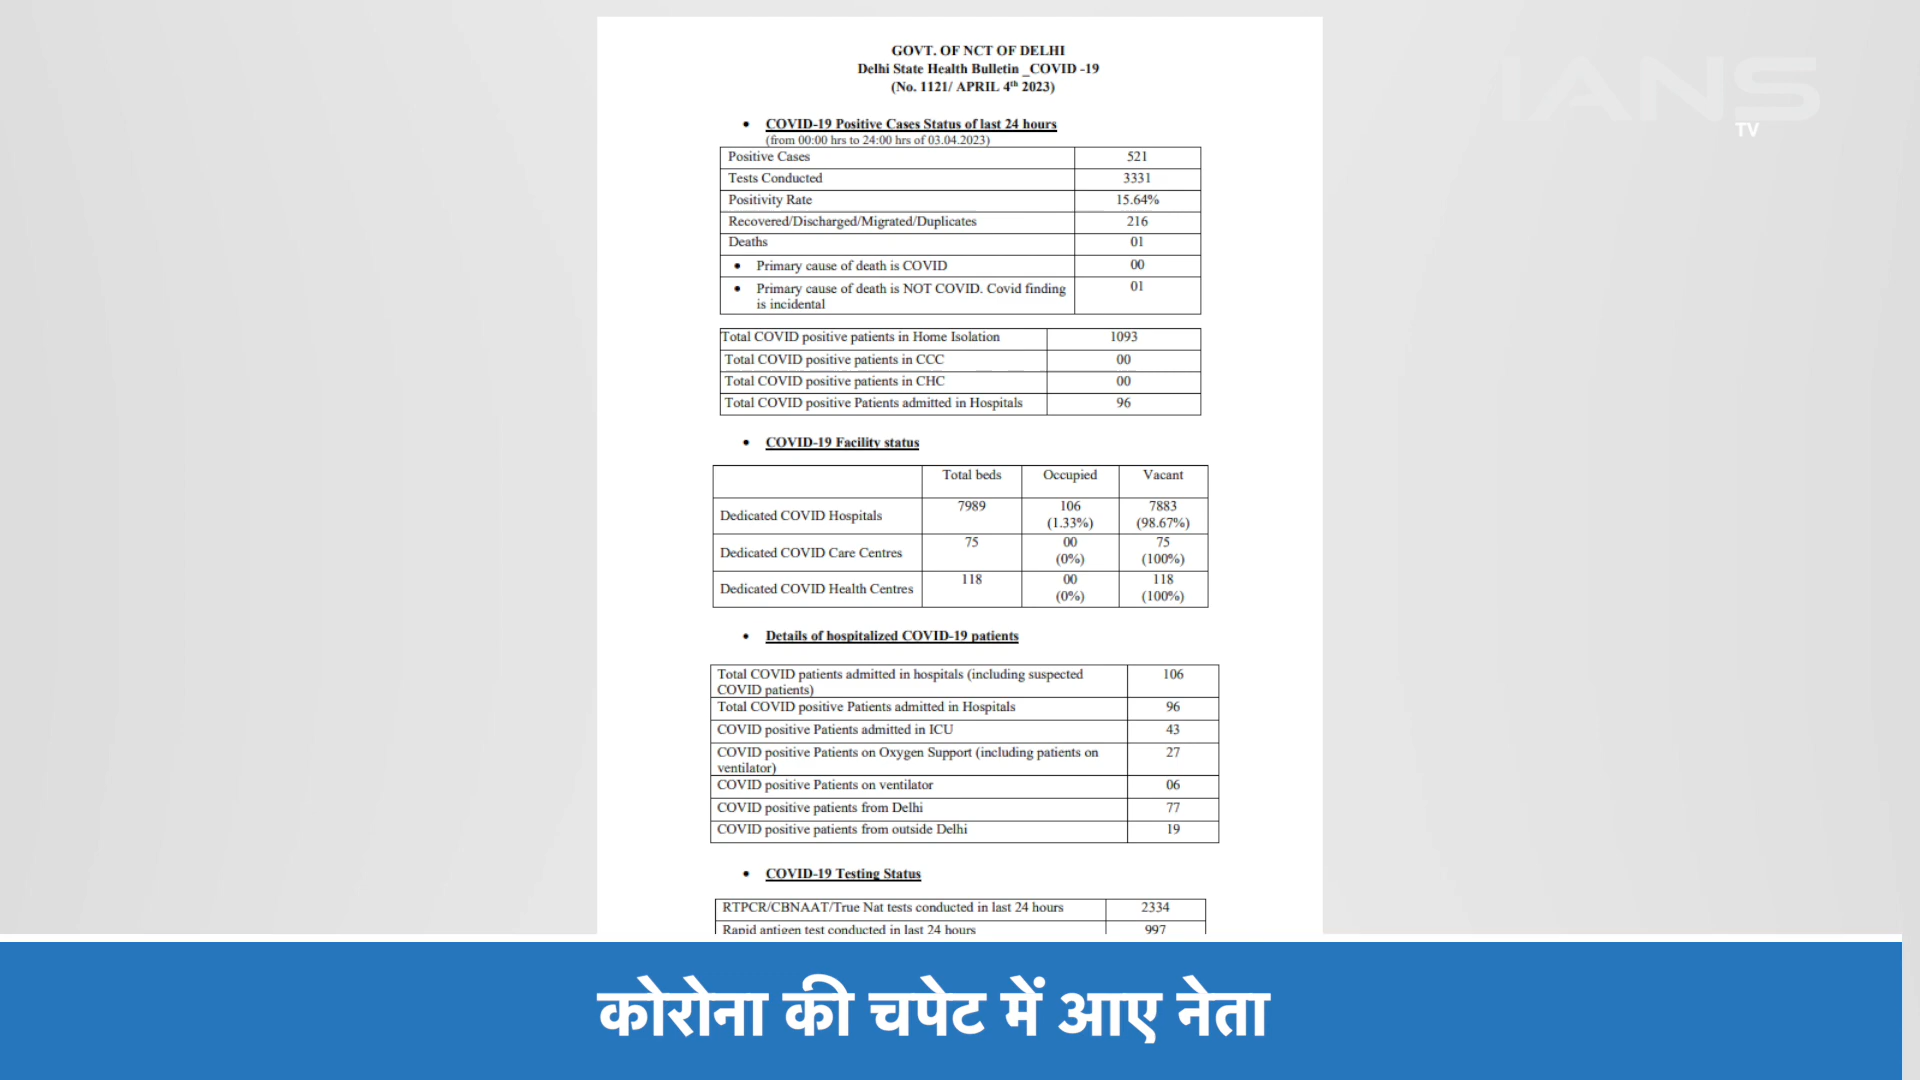 GOVT. OF NCT OF DELHI
Delhi State Health Bulletin _COVID -19
(No. 1121/ APRIL 4th 2023)
IANS
TV
• COVID-19 Positive Cases Status of last 24 hours
(from 00:00 hrs to 24:00 hrs of 03.04.2023)
Positive Cases 521
Tests Conducted 3331
Positivity Rate 15.64%
Recovered/Discharged/Migrated/Duplicates 216
Deaths 01
• Primary cause of death is COVID 00
• Primary cause of death is NOT COVID. Covid finding 01
is incidental
Total COVID positive patients in Home Isolation 1093
Total COVID positive patients in CCC 00
Total COVID positive patients in CHC 00
Total COVID positive Patients admitted in Hospitals 96
• COVID-19 Facility status
Total beds Occupied Vacant
Dedicated COVID Hospitals 7989 106 7883
(1.33%) (98.67%)
Dedicated COVID Care Centres 75 00 75
(0%) (100%)
Dedicated COVID Health Centres 118 00 118
(0%) (100%)
• Details of hospitalized COVID-19 patients
Total COVID patients admitted in hospitals (including suspected 106
COVID patients)
Total COVID positive Patients admitted in Hospitals 96
COVID positive Patients admitted in ICU 43
COVID positive Patients on Oxygen Support (including patients on 27
ventilator)
COVID positive Patients on ventilator 06
COVID positive patients from Delhi 77
COVID positive patients from outside Delhi 19
• COVID-19 Testing Status
RTPCR/CBNAAT/True Nat tests conducted in last 24 hours 2334
Rapid antigen test conducted in last 24 hours 997
कोरोना की चपेट में आए नेता